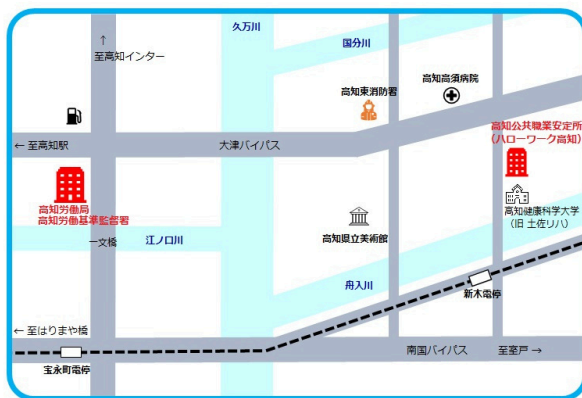 久万川
国分川
↑
至高知インター
高知東消防署
高知高須病院
高知公共職業安定所
（ハローワーク高知）
← 至高知駅
大津バイパス
高知労働局
高知労働基準監督署
高知健康科学大学
（旧 土佐リハ）
高知県立美術館
一文橋
江ノ口川
舟入川
新木電停
← 至はりまや橋
南国バイパス
至室戸 →
宝永町電停